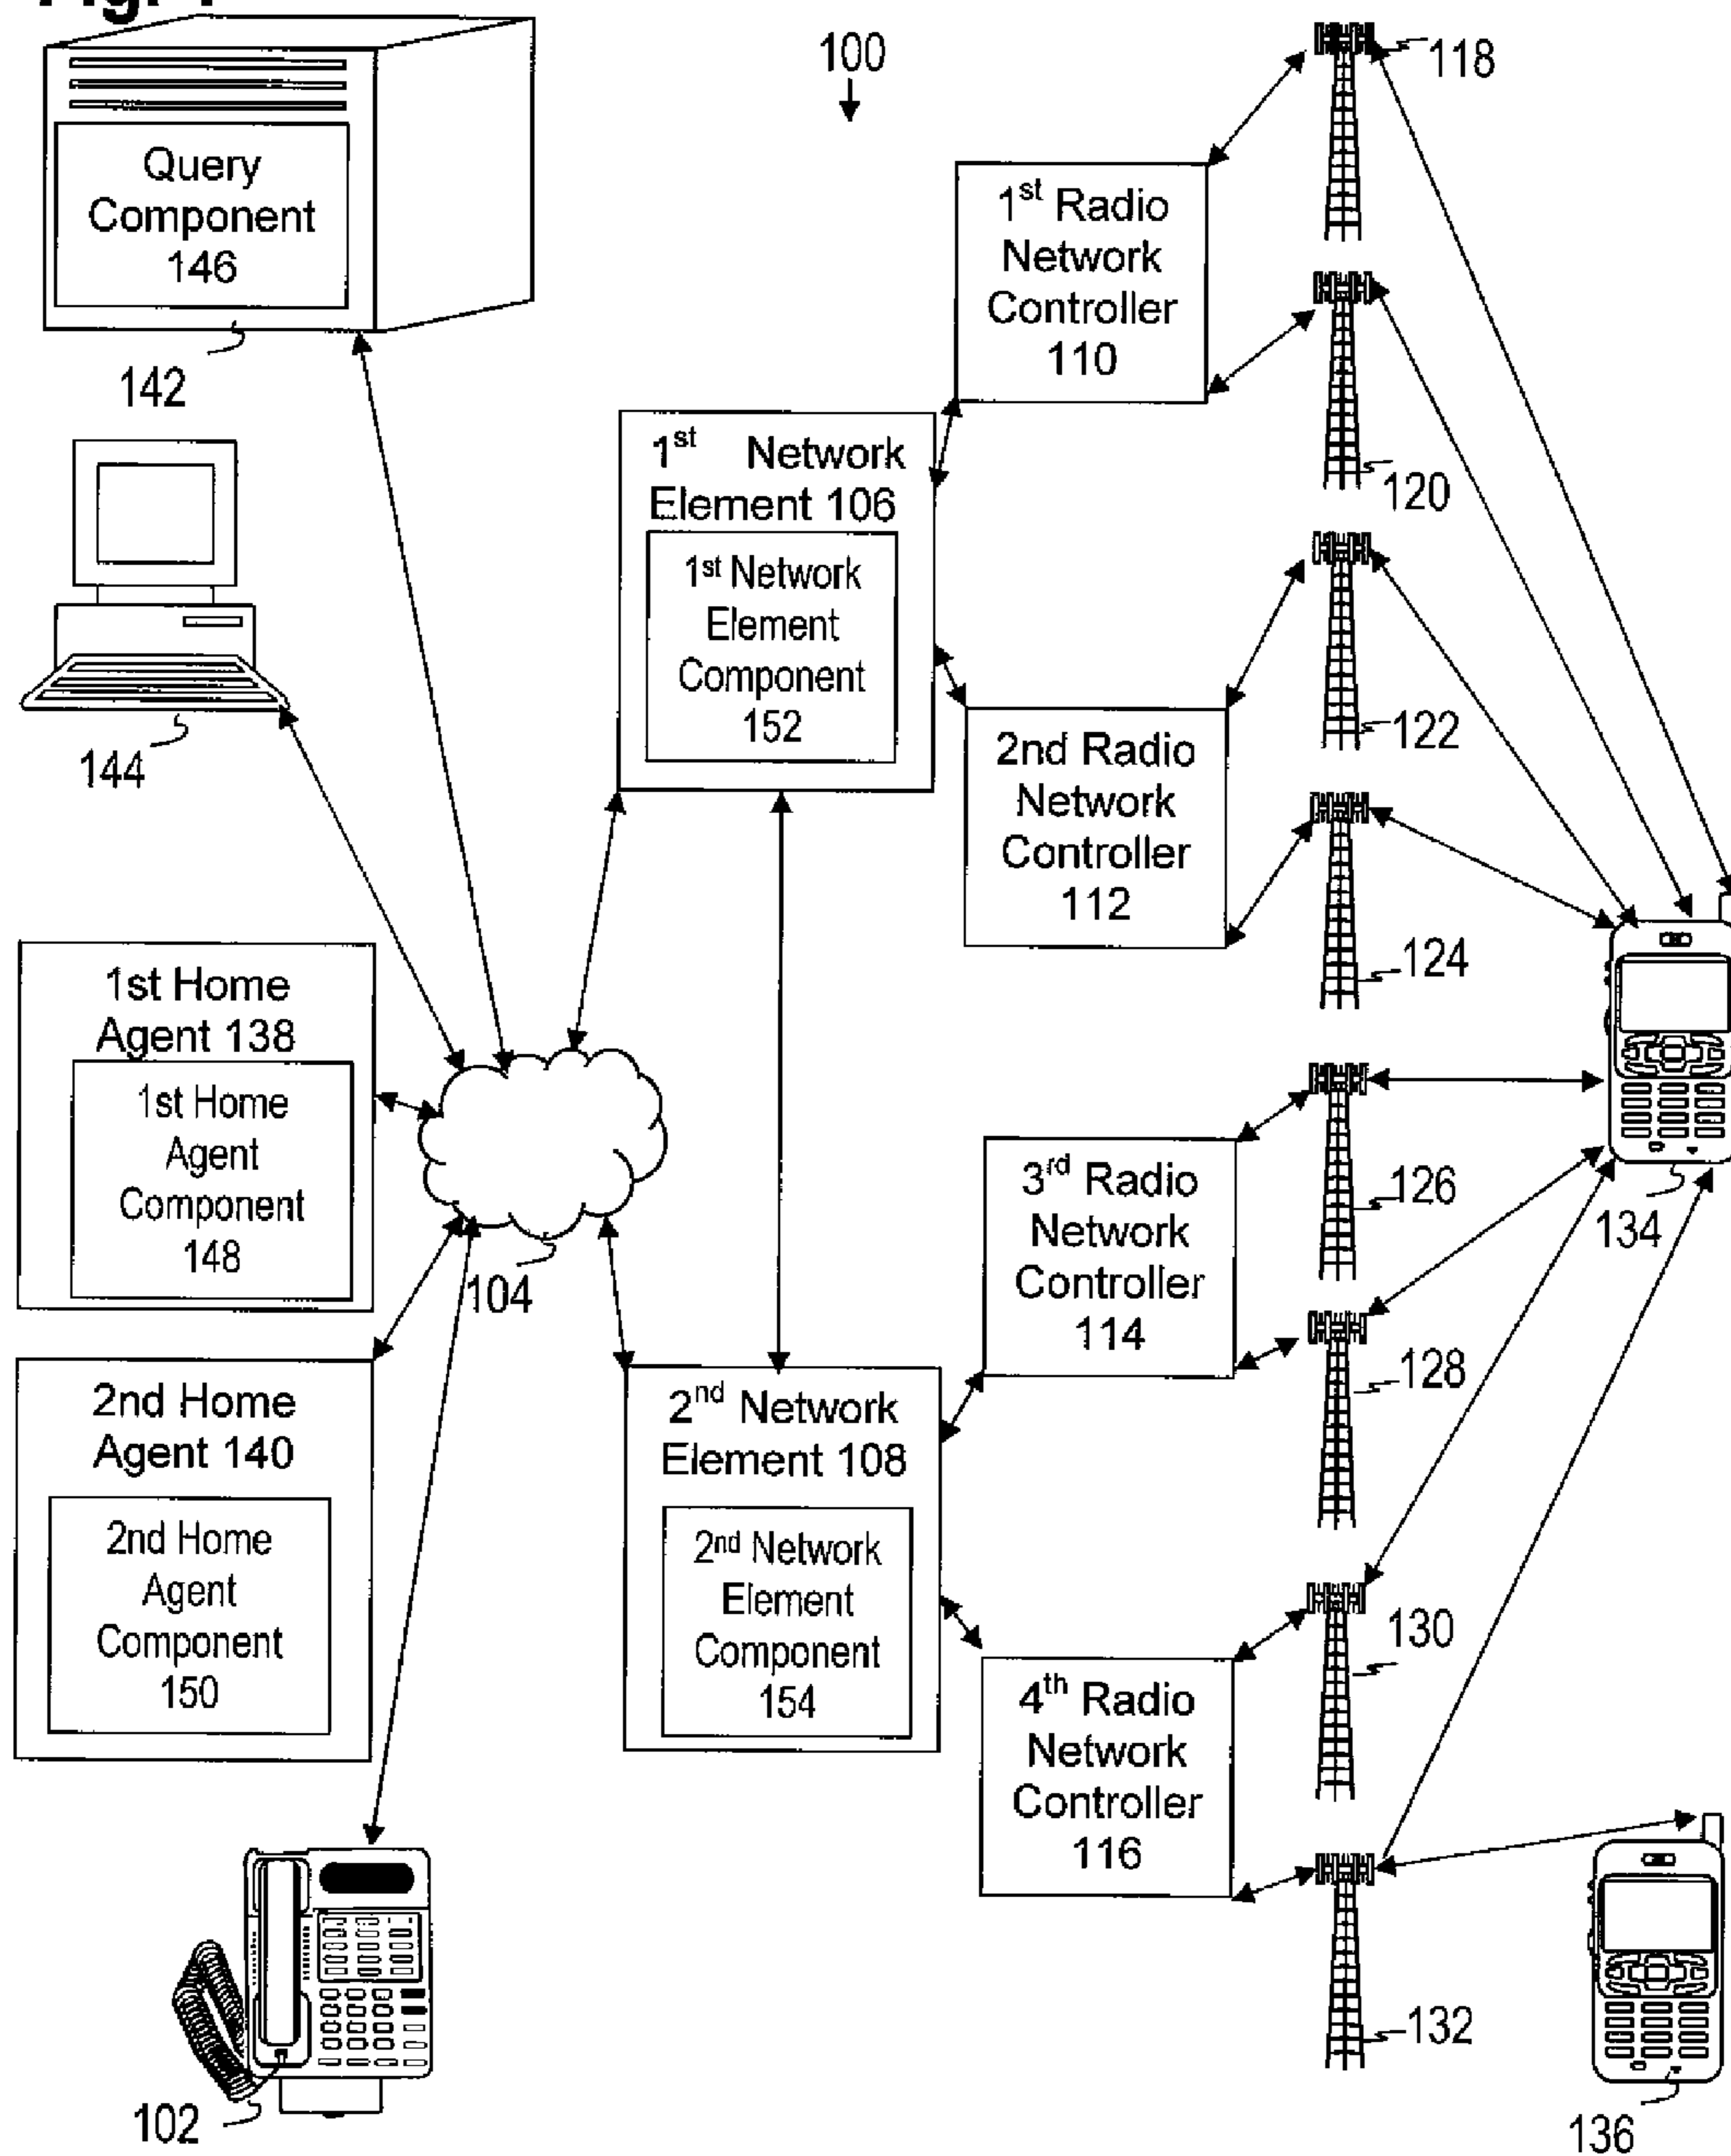 100
118
Query
Component
146
142
1st Radio
Network
Controller
110
120
144
1st Network
Element 106
1st Network
Element
Component
152
122
2nd Radio
Network
Controller
112
124
1st Home
Agent 138
1st Home
Agent
Component
148
104
3rd Radio
Network
Controller
114
126
134
128
2nd Home
Agent 140
2nd Home
Agent
Component
150
2nd Network
Element 108
2nd Network
Element
Component
154
130
4th Radio
Network
Controller
116
132
102
136